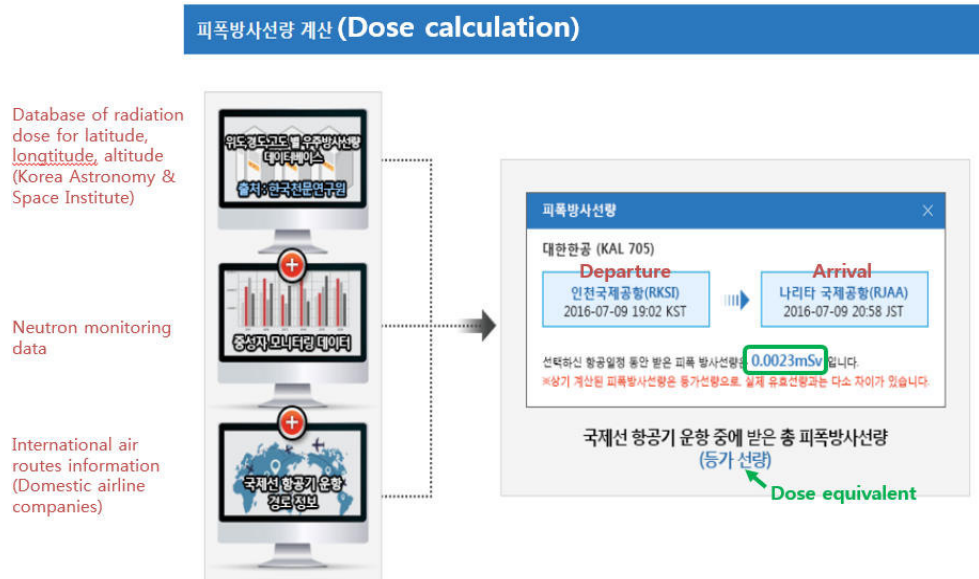 피폭방사선량 계산 (Dose calculation)
Database of radiation
dose for latitude,
longtitude, altitude
(Korea Astronomy &
Space Institute)
위도,경도,고도 별 우주방사선량
데이터베이스
출처 : 한국천문연구원
Neutron monitoring
data
중성자 모니터링 데이터
International air
routes information
(Domestic airline
companies)
국제선 항공기 운항
경로 정보
피폭방사선량
대한한공 (KAL 705)
Departure
인천국제공항(RKSI)
2016-07-09 19:02 KST
Arrival
나리타 국제공항(RJAA)
2016-07-09 20:58 JST
선택하신 항공일정 동안 받은 피폭 방사선량은 0.0023mSv 입니다.
※상기 계산된 피폭방사선량은 등가선량으로, 실제 유효선량과는 다소 차이가 있습니다.
국제선 항공기 운항 중에 받은 총 피폭방사선량
(등가 선량)
Dose equivalent